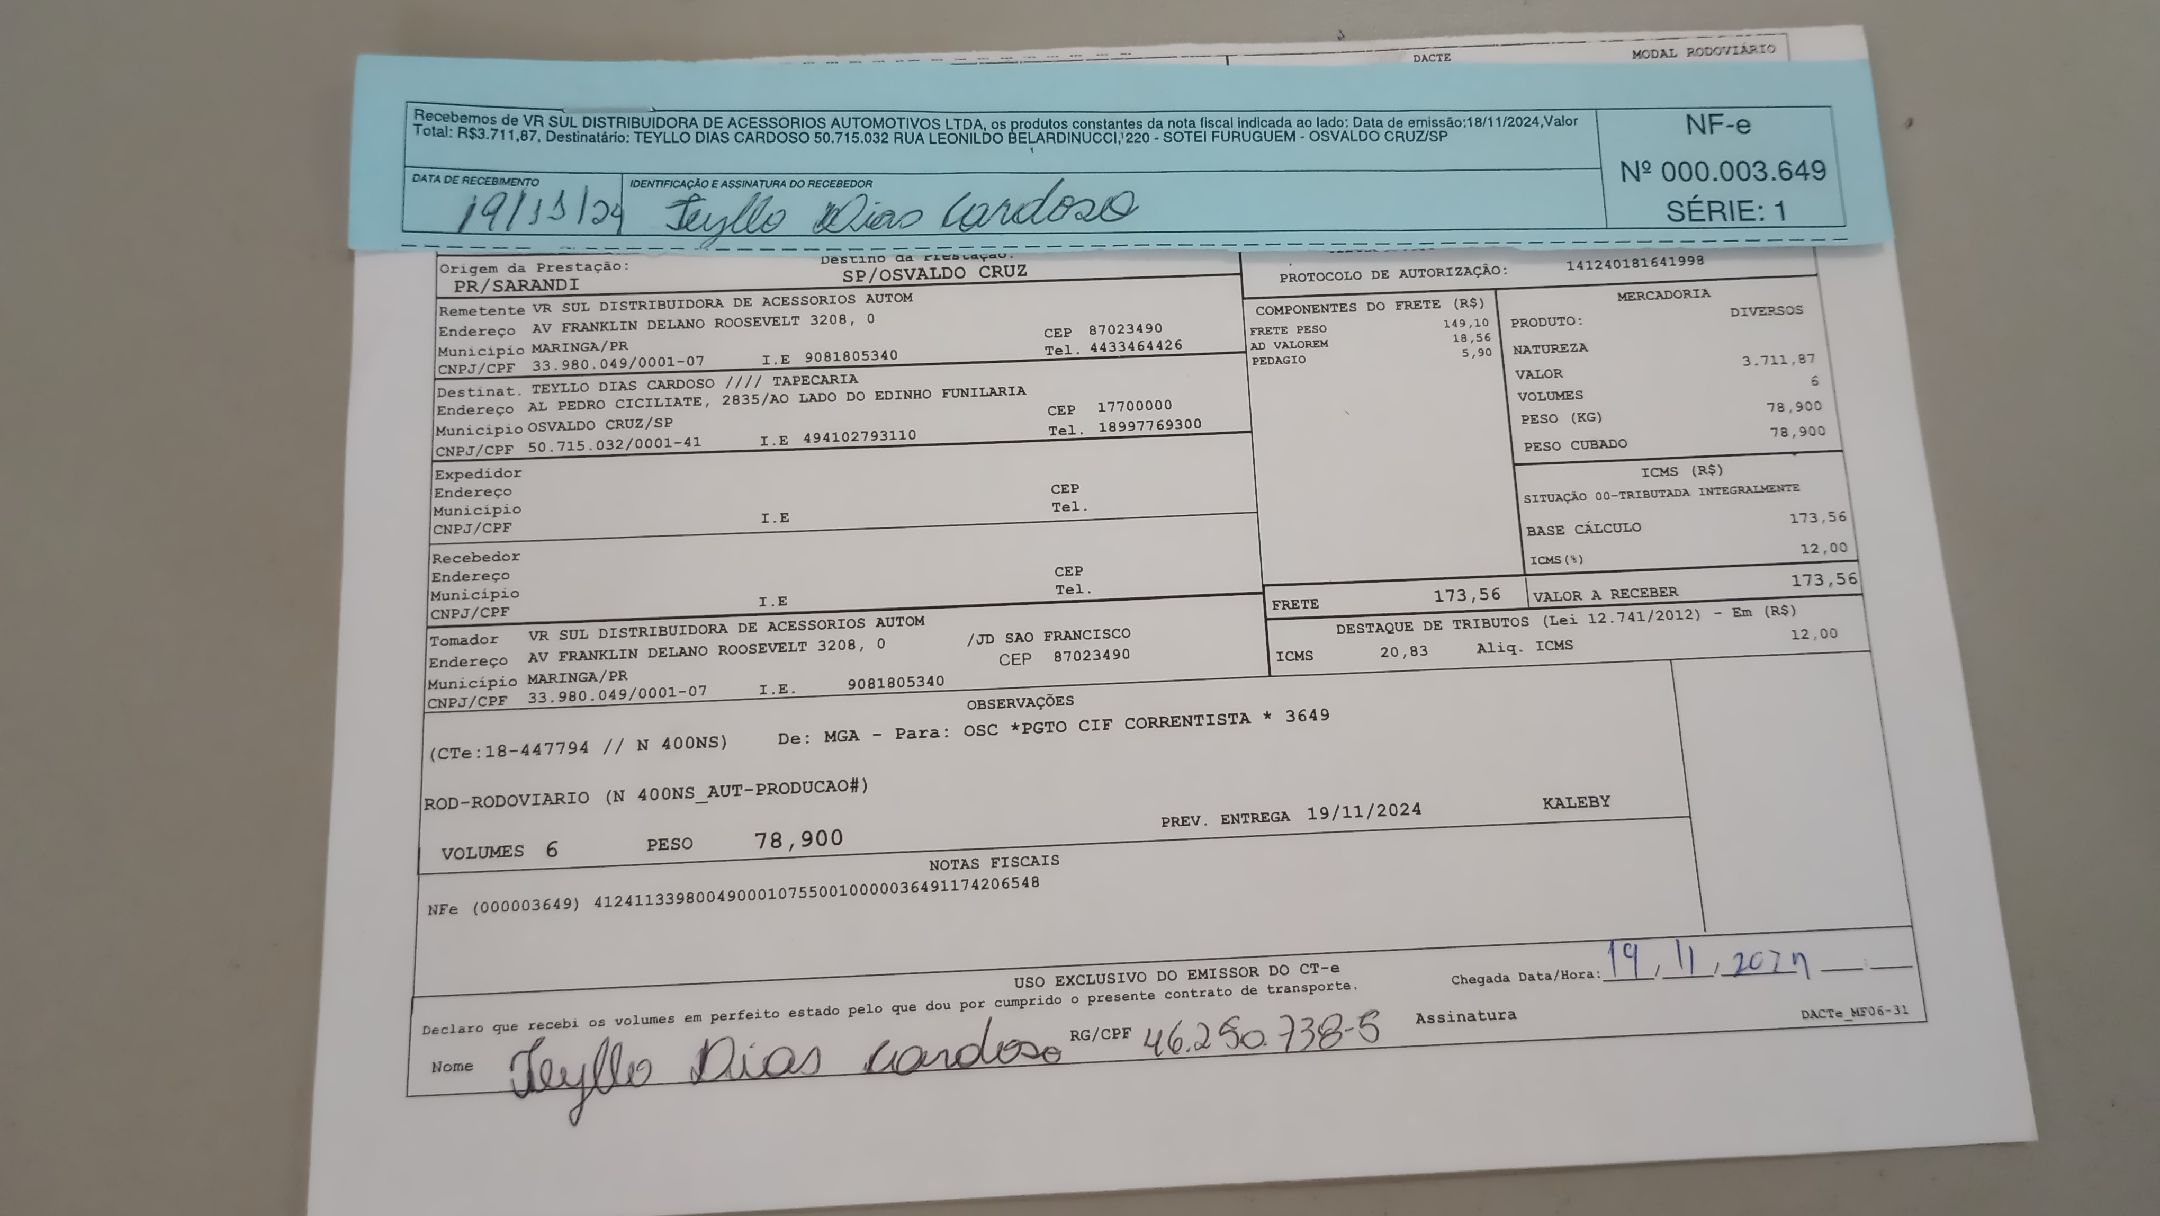 DACTE
MODAL RODOVIÁRIO
Recebemos de VR SUL DISTRIBUIDORA DE ACESSORIOS AUTOMOTIVOS LTDA, os produtos constantes da nota fiscal indicada ao lado: Data de emissão:18/11/2024,Valor
Total: R$3.711,87, Destinatário: TEYLLO DIAS CARDOSO 50.715.032 RUA LEONILDO BELARDINUCCI, 220 - SOTEI FURUGUEM - OSVALDO CRUZ/SP
DATA DE RECEBIMENTO
19/11/24
IDENTIFICAÇÃO E ASSINATURA DO RECEBEDOR
Teyllo Dias Cardoso
NF-e
Nº 000.003.649
SÉRIE: 1
Origem da Prestação:
PR/SARANDI
Destino da Prestação:
SP/OSVALDO CRUZ
PROTOCOLO DE AUTORIZAÇÃO: 141240181641998
Remetente VR SUL DISTRIBUIDORA DE ACESSORIOS AUTOM
Endereço AV FRANKLIN DELANO ROOSEVELT 3208, 0
Município MARINGA/PR CEP 87023490
CNPJ/CPF 33.980.049/0001-07 I.E 9081805340 Tel. 4433464426
Destinat. TEYLLO DIAS CARDOSO //// TAPECARIA
Endereço AL PEDRO CICILIATE, 2835/AO LADO DO EDINHO FUNILARIA
Município OSVALDO CRUZ/SP CEP 17700000
CNPJ/CPF 50.715.032/0001-41 I.E 494102793110 Tel. 18997769300
Expedidor
Endereço
Município CEP
CNPJ/CPF I.E Tel.
Recebedor
Endereço
Município CEP
CNPJ/CPF I.E Tel.
Tomador VR SUL DISTRIBUIDORA DE ACESSORIOS AUTOM
Endereço AV FRANKLIN DELANO ROOSEVELT 3208, 0 /JD SAO FRANCISCO
Município MARINGA/PR CEP 87023490
CNPJ/CPF 33.980.049/0001-07 I.E. 9081805340
COMPONENTES DO FRETE (R$)
FRETE PESO 149,10
AD VALOREM 18,56
PEDAGIO 5,90
MERCADORIA
PRODUTO: DIVERSOS
NATUREZA
VALOR 3.711,87
VOLUMES 6
PESO (KG) 78,900
PESO CUBADO 78,900
ICMS (R$)
SITUAÇÃO 00-TRIBUTADA INTEGRALMENTE
BASE CÁLCULO 173,56
ICMS(%) 12,00
FRETE 173,56
VALOR A RECEBER 173,56
DESTAQUE DE TRIBUTOS (Lei 12.741/2012) - Em (R$)
ICMS 20,83 Aliq. ICMS 12,00
OBSERVAÇÕES
(CTe:18-447794 // N 400NS) De: MGA - Para: OSC *PGTO CIF CORRENTISTA * 3649
ROD-RODOVIARIO (N 400NS_AUT-PRODUCAO#)
VOLUMES 6 PESO 78,900 PREV. ENTREGA 19/11/2024 KALEBY
NOTAS FISCAIS
NFe (000003649) 41241133980049000107550010000036491174206548
USO EXCLUSIVO DO EMISSOR DO CT-e
Declaro que recebi os volumes em perfeito estado pelo que dou por cumprido o presente contrato de transporte.
Chegada Data/Hora: 19/11/2024 __:__
Nome Teyllo Dias Cardoso RG/CPF 46.250.738-5 Assinatura
DACTe_MF06-31